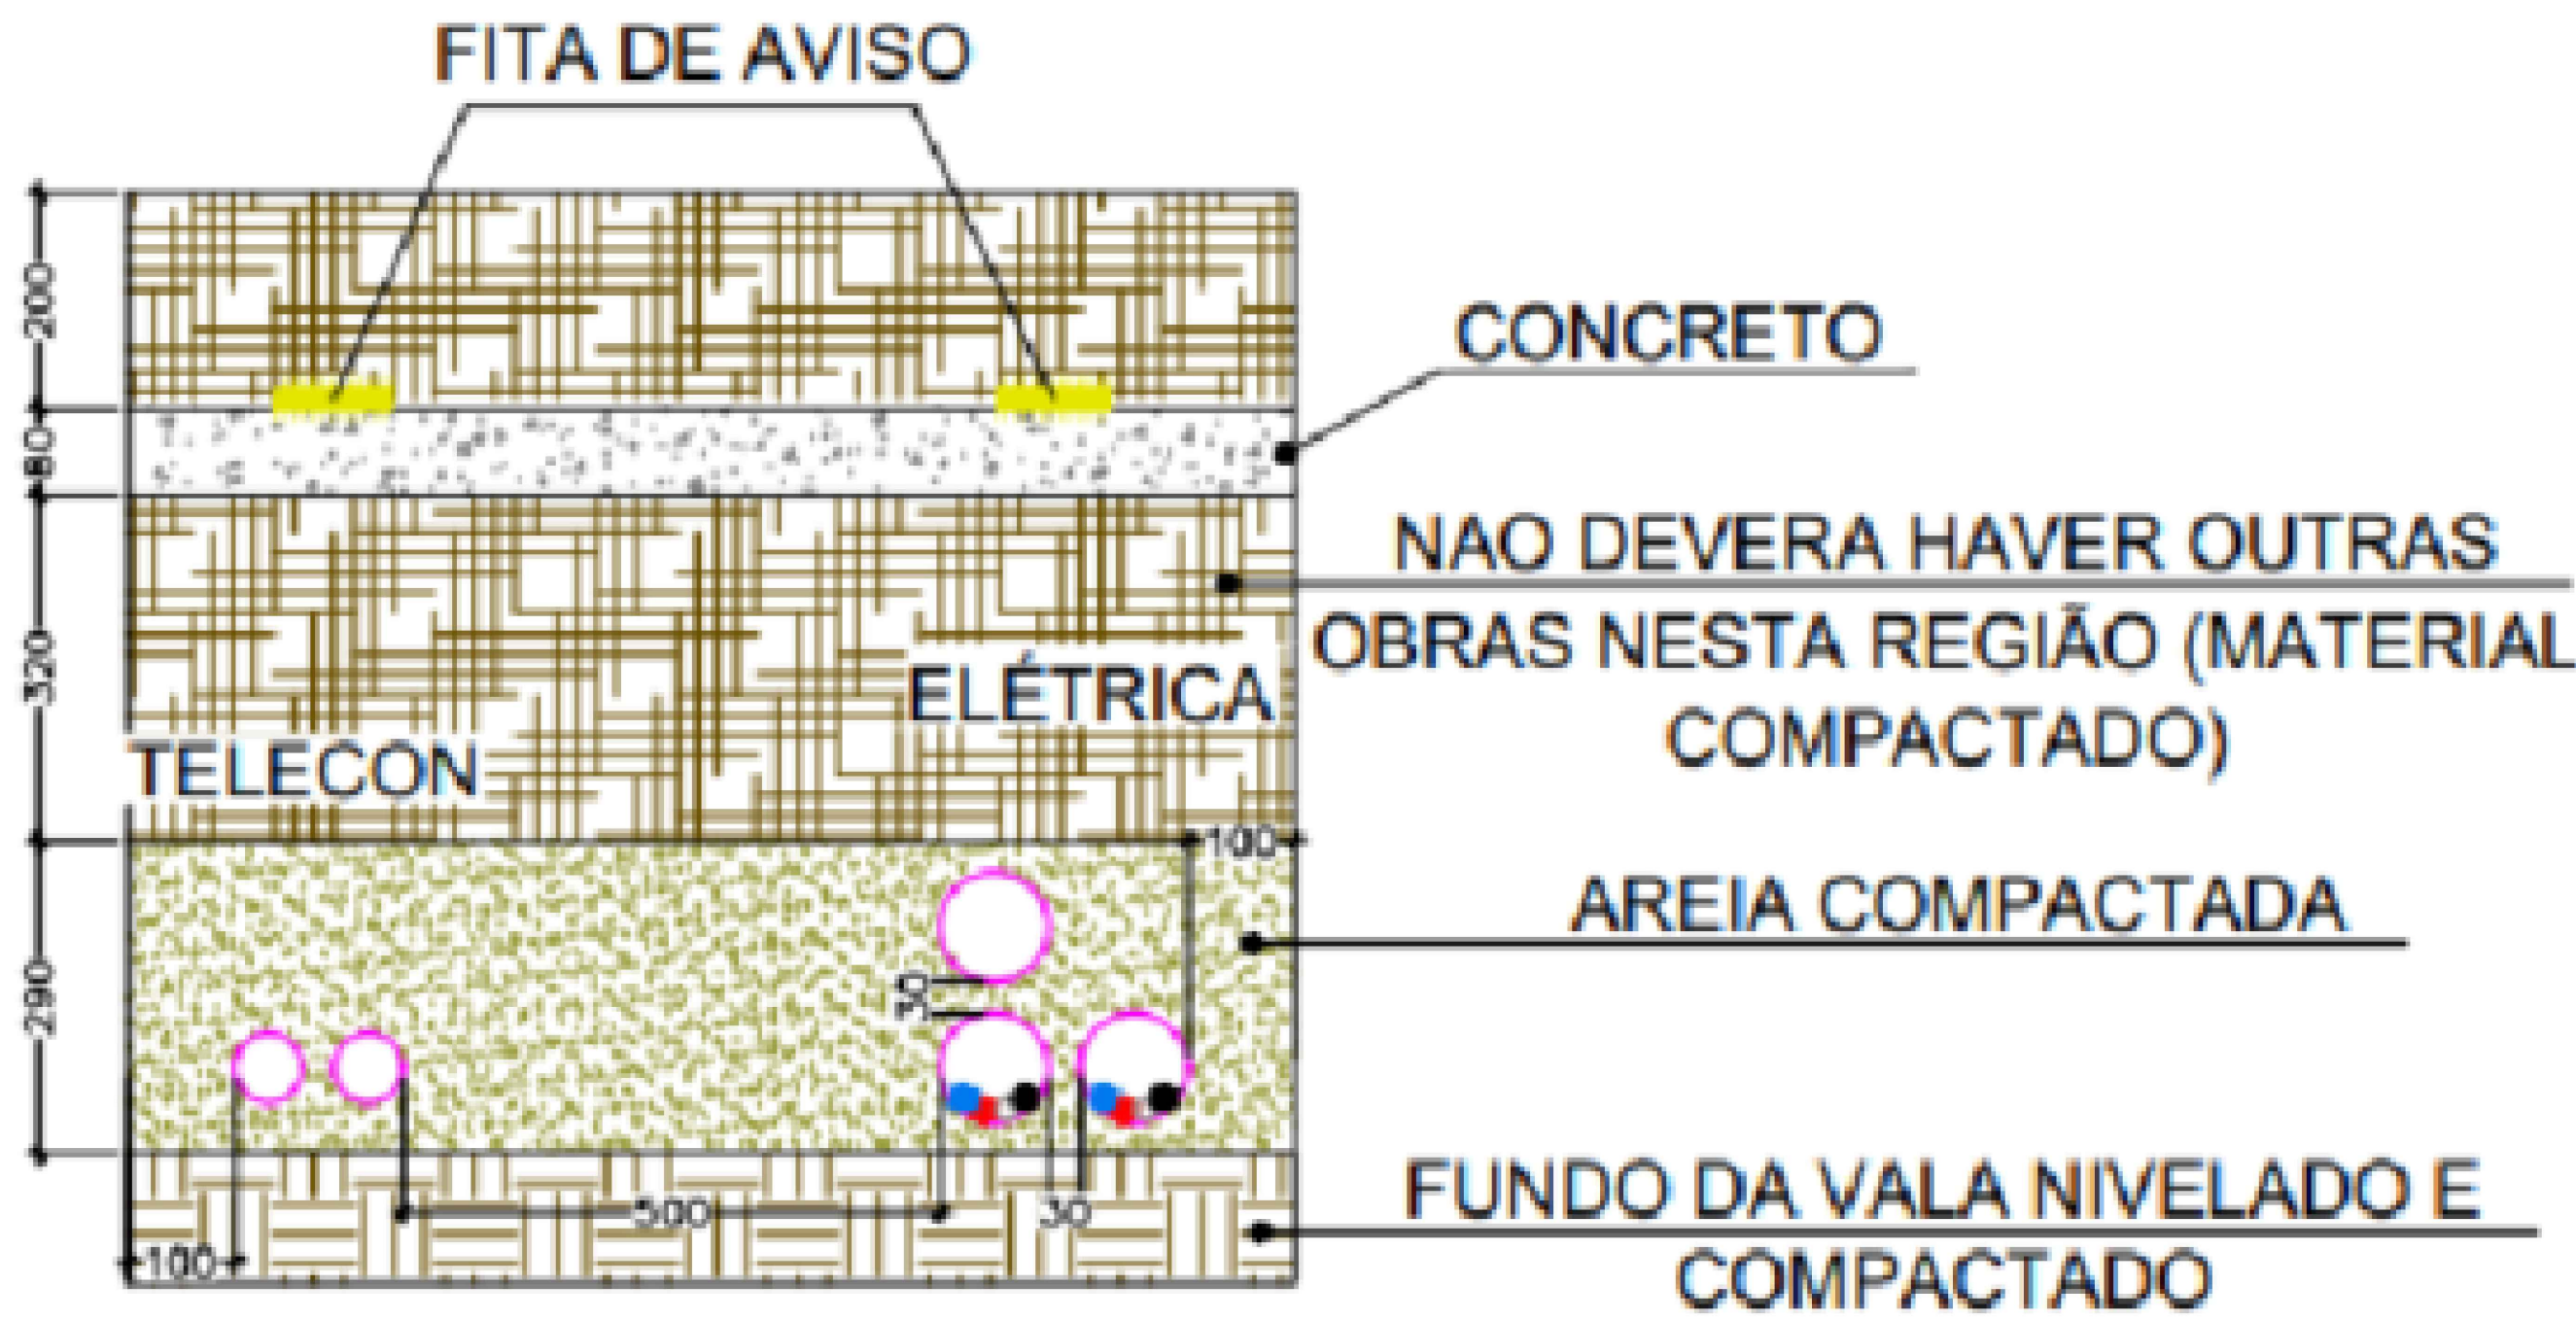 FITA DE AVISO
200
CONCRETO
80
NAO DEVERA HAVER OUTRAS
OBRAS NESTA REGIÃO (MATERIAL
COMPACTADO)
320
ELÉTRICA
TELECON
100
AREIA COMPACTADA
290
30
FUNDO DA VALA NIVELADO E
COMPACTADO
500
30
100